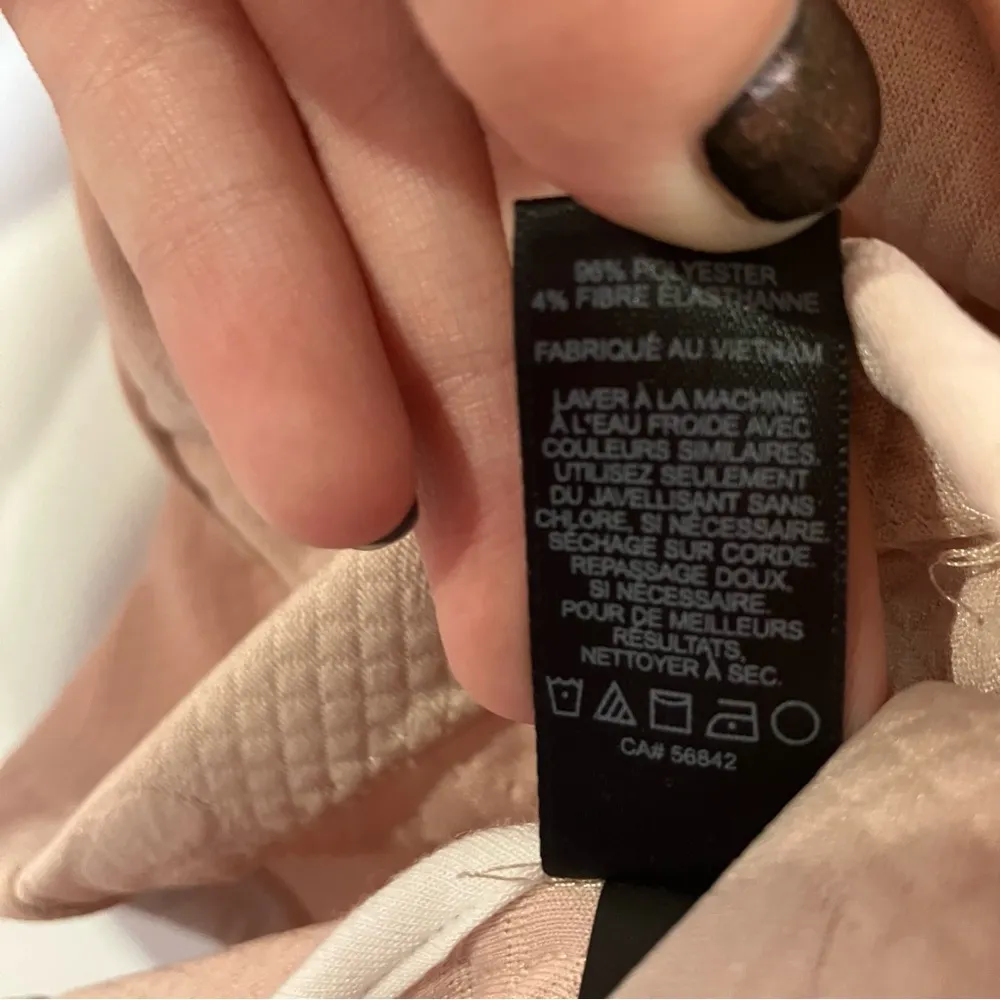 96% POLYESTER
4% FIBRE ÉLASTHANNE
FABRIQUÉ AU VIETNAM
LAVER À LA MACHINE
À L'EAU FROIDE AVEC
COULEURS SIMILAIRES.
UTILISEZ SEULEMENT
DU JAVELLISANT SANS
CHLORE, SI NÉCESSAIRE.
SÉCHAGE SUR CORDE.
REPASSAGE DOUX,
SI NÉCESSAIRE.
POUR DE MEILLEURS
RÉSULTATS,
NETTOYER À SEC.
CA# 56842